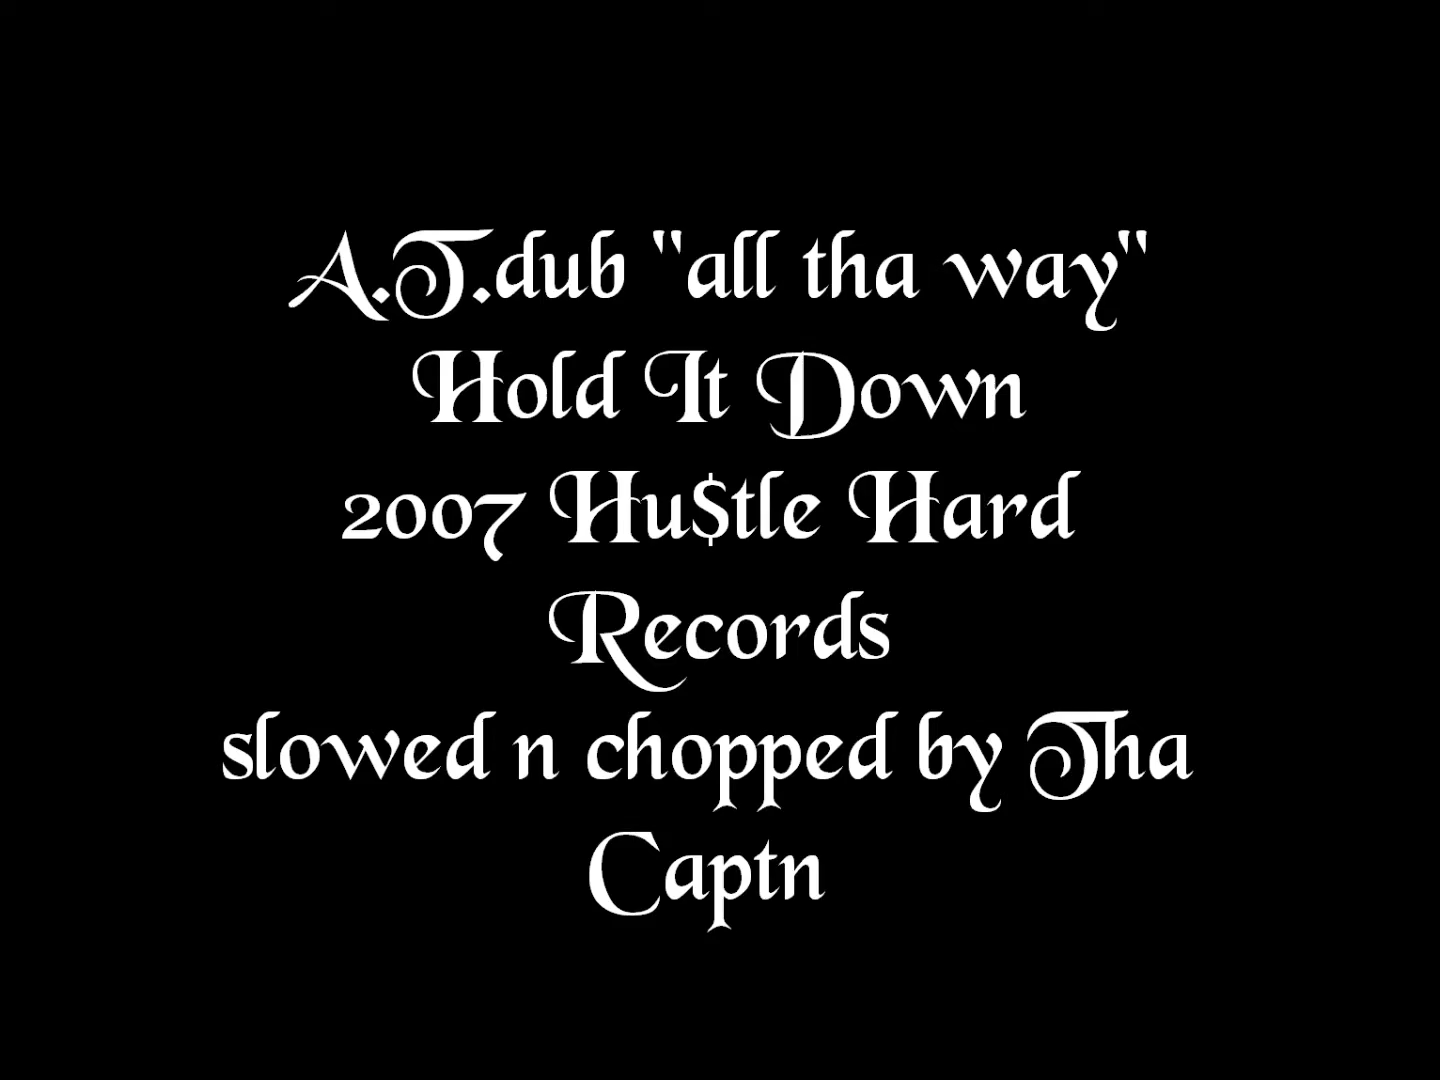 A.T.dub "all tha way"
Hold It Down
2007 Hu$tle Hard
Records
slowed n chopped by Tha
Captn